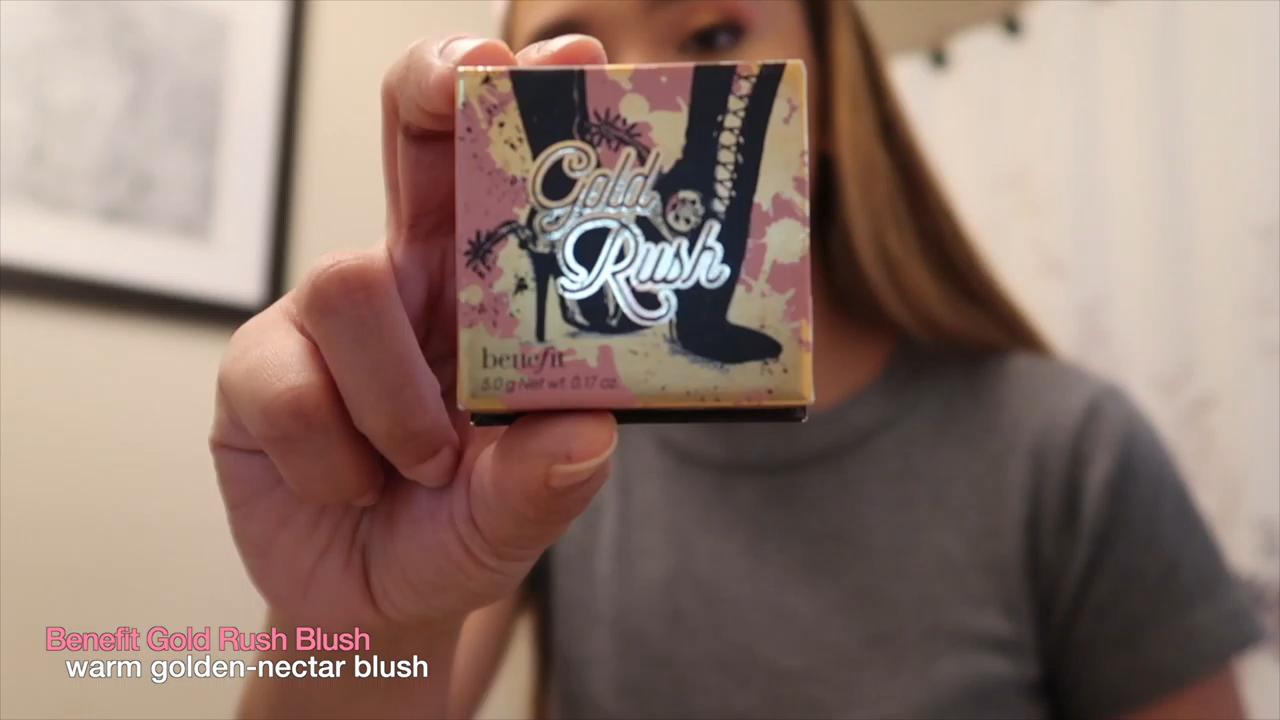 Gold
Rush
benefit
5.0 g Net wt. 0.17 oz.
Benefit Gold Rush Blush
warm golden-nectar blush